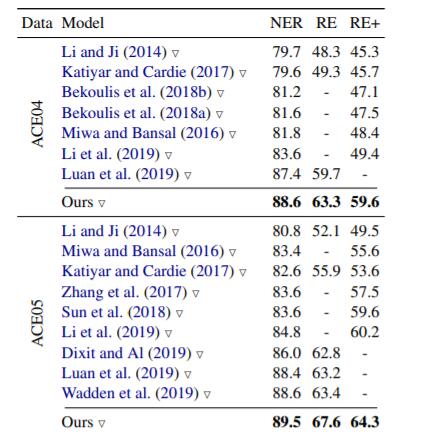 Data Model NER RE RE+
ACE04
Li and Ji (2014) ▽ 79.7 48.3 45.3
Katiyar and Cardie (2017) ▽ 79.6 49.3 45.7
Bekoulis et al. (2018b) ▽ 81.2 - 47.1
Bekoulis et al. (2018a) ▽ 81.6 - 47.5
Miwa and Bansal (2016) ▽ 81.8 - 48.4
Li et al. (2019) ▽ 83.6 - 49.4
Luan et al. (2019) ▽ 87.4 59.7 -
Ours ▽ 88.6 63.3 59.6
ACE05
Li and Ji (2014) ▽ 80.8 52.1 49.5
Miwa and Bansal (2016) ▽ 83.4 - 55.6
Katiyar and Cardie (2017) ▽ 82.6 55.9 53.6
Zhang et al. (2017) ▽ 83.6 - 57.5
Sun et al. (2018) ▽ 83.6 - 59.6
Li et al. (2019) ▽ 84.8 - 60.2
Dixit and Al (2019) ▽ 86.0 62.8 -
Luan et al. (2019) ▽ 88.4 63.2 -
Wadden et al. (2019) ▽ 88.6 63.4 -
Ours ▽ 89.5 67.6 64.3